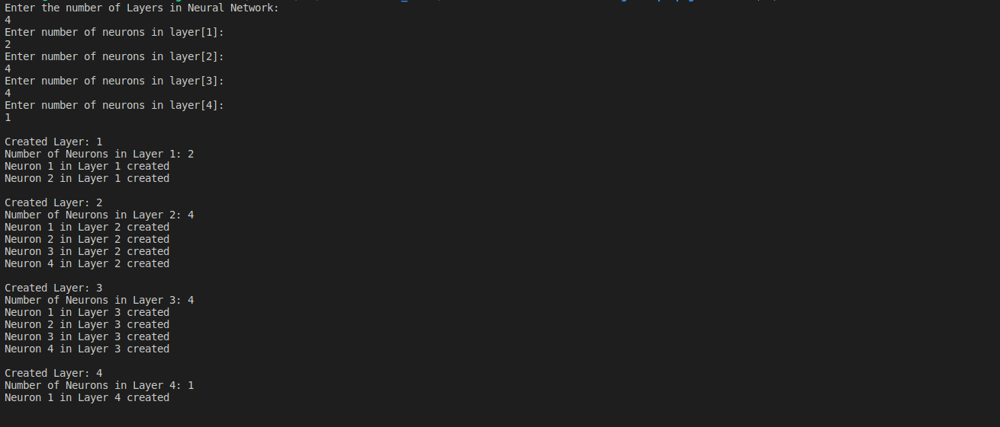 Enter the number of Layers in Neural Network:
4
Enter number of neurons in layer[1]:
2
Enter number of neurons in layer[2]:
4
Enter number of neurons in layer[3]:
4
Enter number of neurons in layer[4]:
1
Created Layer: 1
Number of Neurons in Layer 1: 2
Neuron 1 in Layer 1 created
Neuron 2 in Layer 1 created
Created Layer: 2
Number of Neurons in Layer 2: 4
Neuron 1 in Layer 2 created
Neuron 2 in Layer 2 created
Neuron 3 in Layer 2 created
Neuron 4 in Layer 2 created
Created Layer: 3
Number of Neurons in Layer 3: 4
Neuron 1 in Layer 3 created
Neuron 2 in Layer 3 created
Neuron 3 in Layer 3 created
Neuron 4 in Layer 3 created
Created Layer: 4
Number of Neurons in Layer 4: 1
Neuron 1 in Layer 4 created